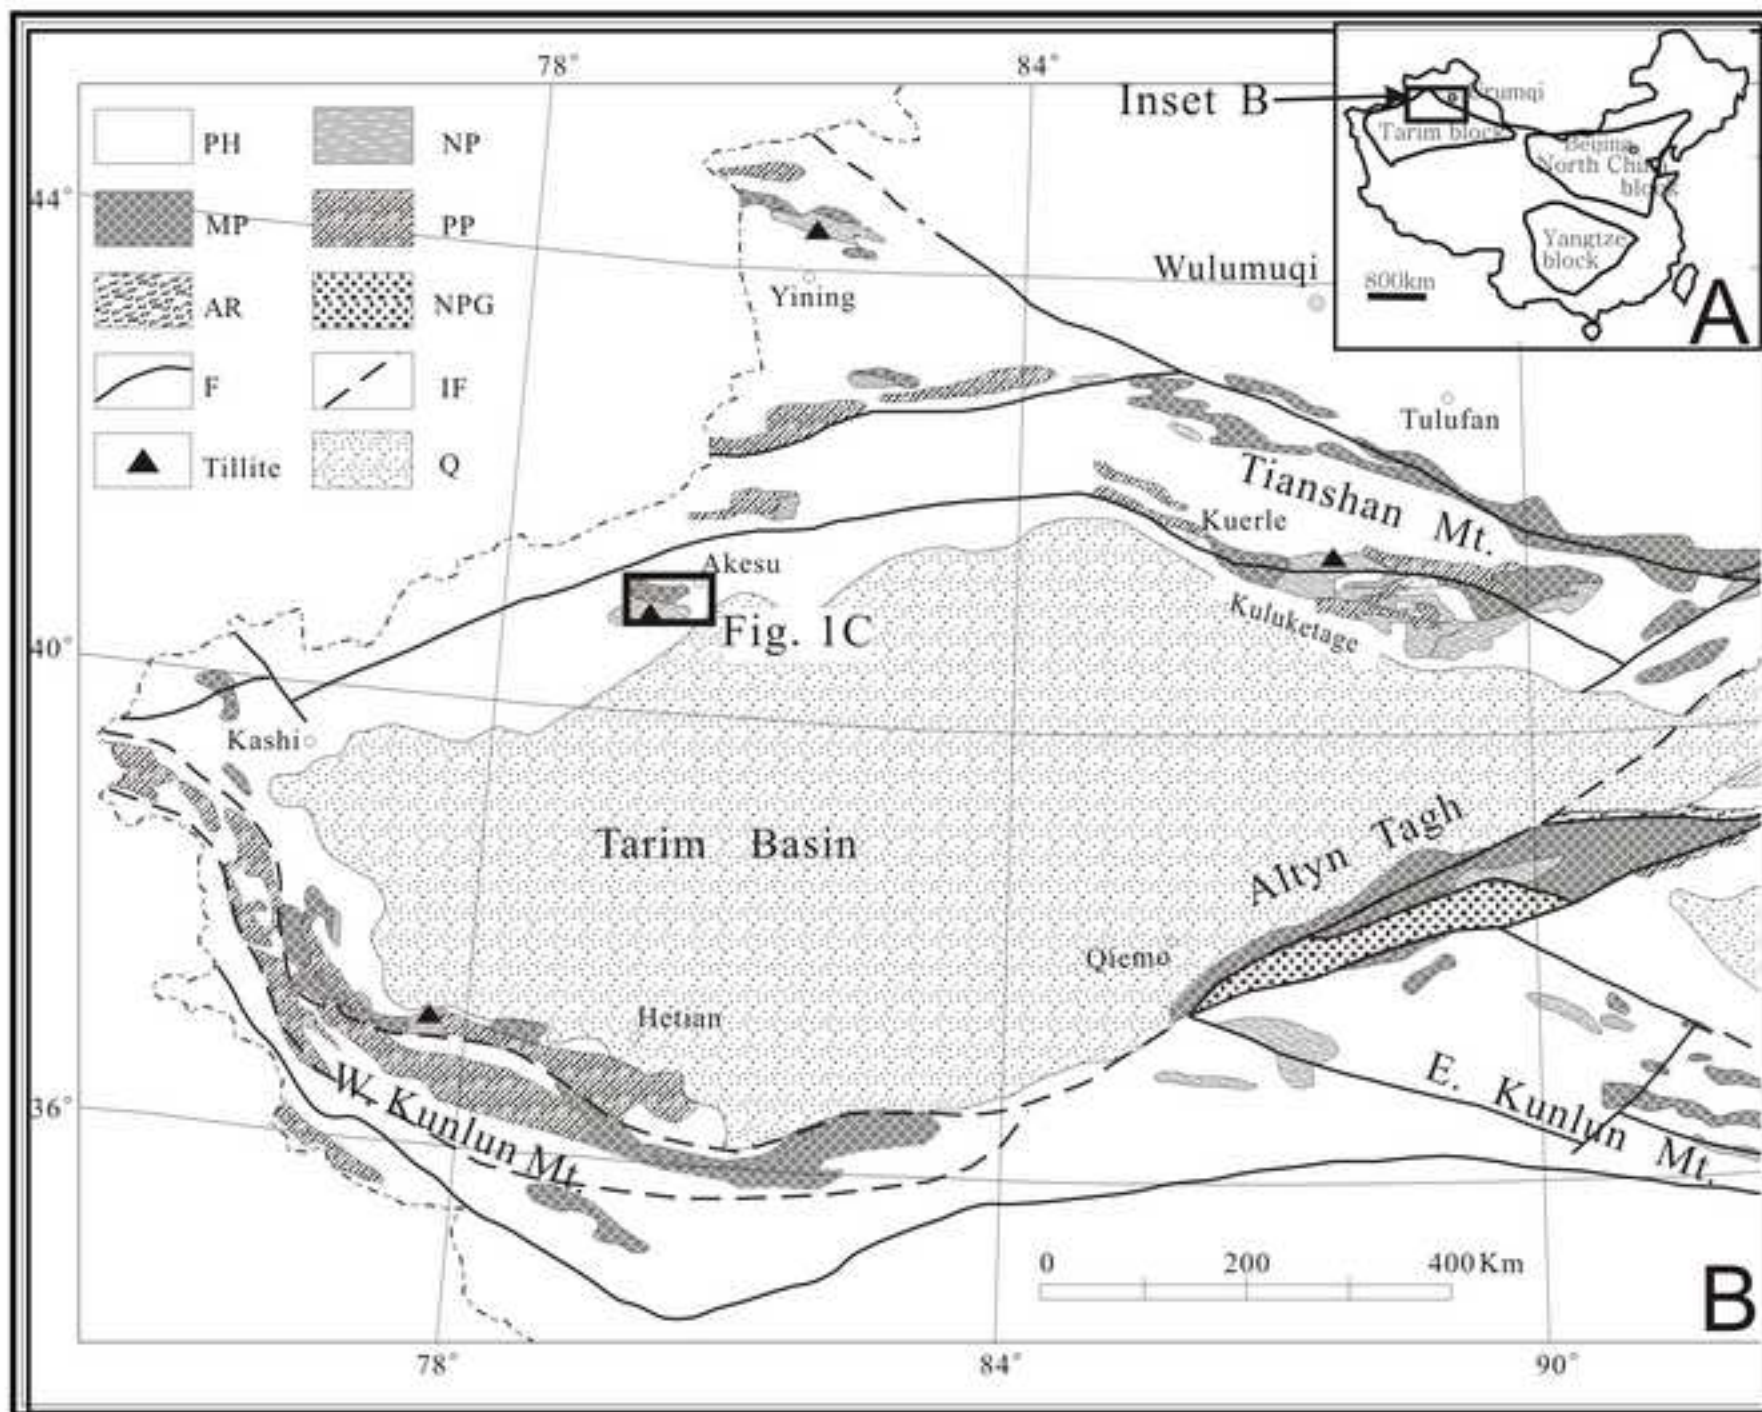 78°
84°
Inset B
Urumqi
Tarim block
Beijing
North China
block
Yangtze
block
800km
A
PH
NP
MP
PP
AR
NPG
F
IF
Tillite
Q
44°
40°
36°
Yining
Wulumuqi
Tulufan
Tianshan Mt.
Kuerle
Kuluketage
Akesu
Fig. 1C
Kashi
Tarim Basin
Altyn Tagh
Qiemo
Hetian
W. Kunlun Mt.
E. Kunlun Mt.
0 200 400 Km
B
78°
84°
90°